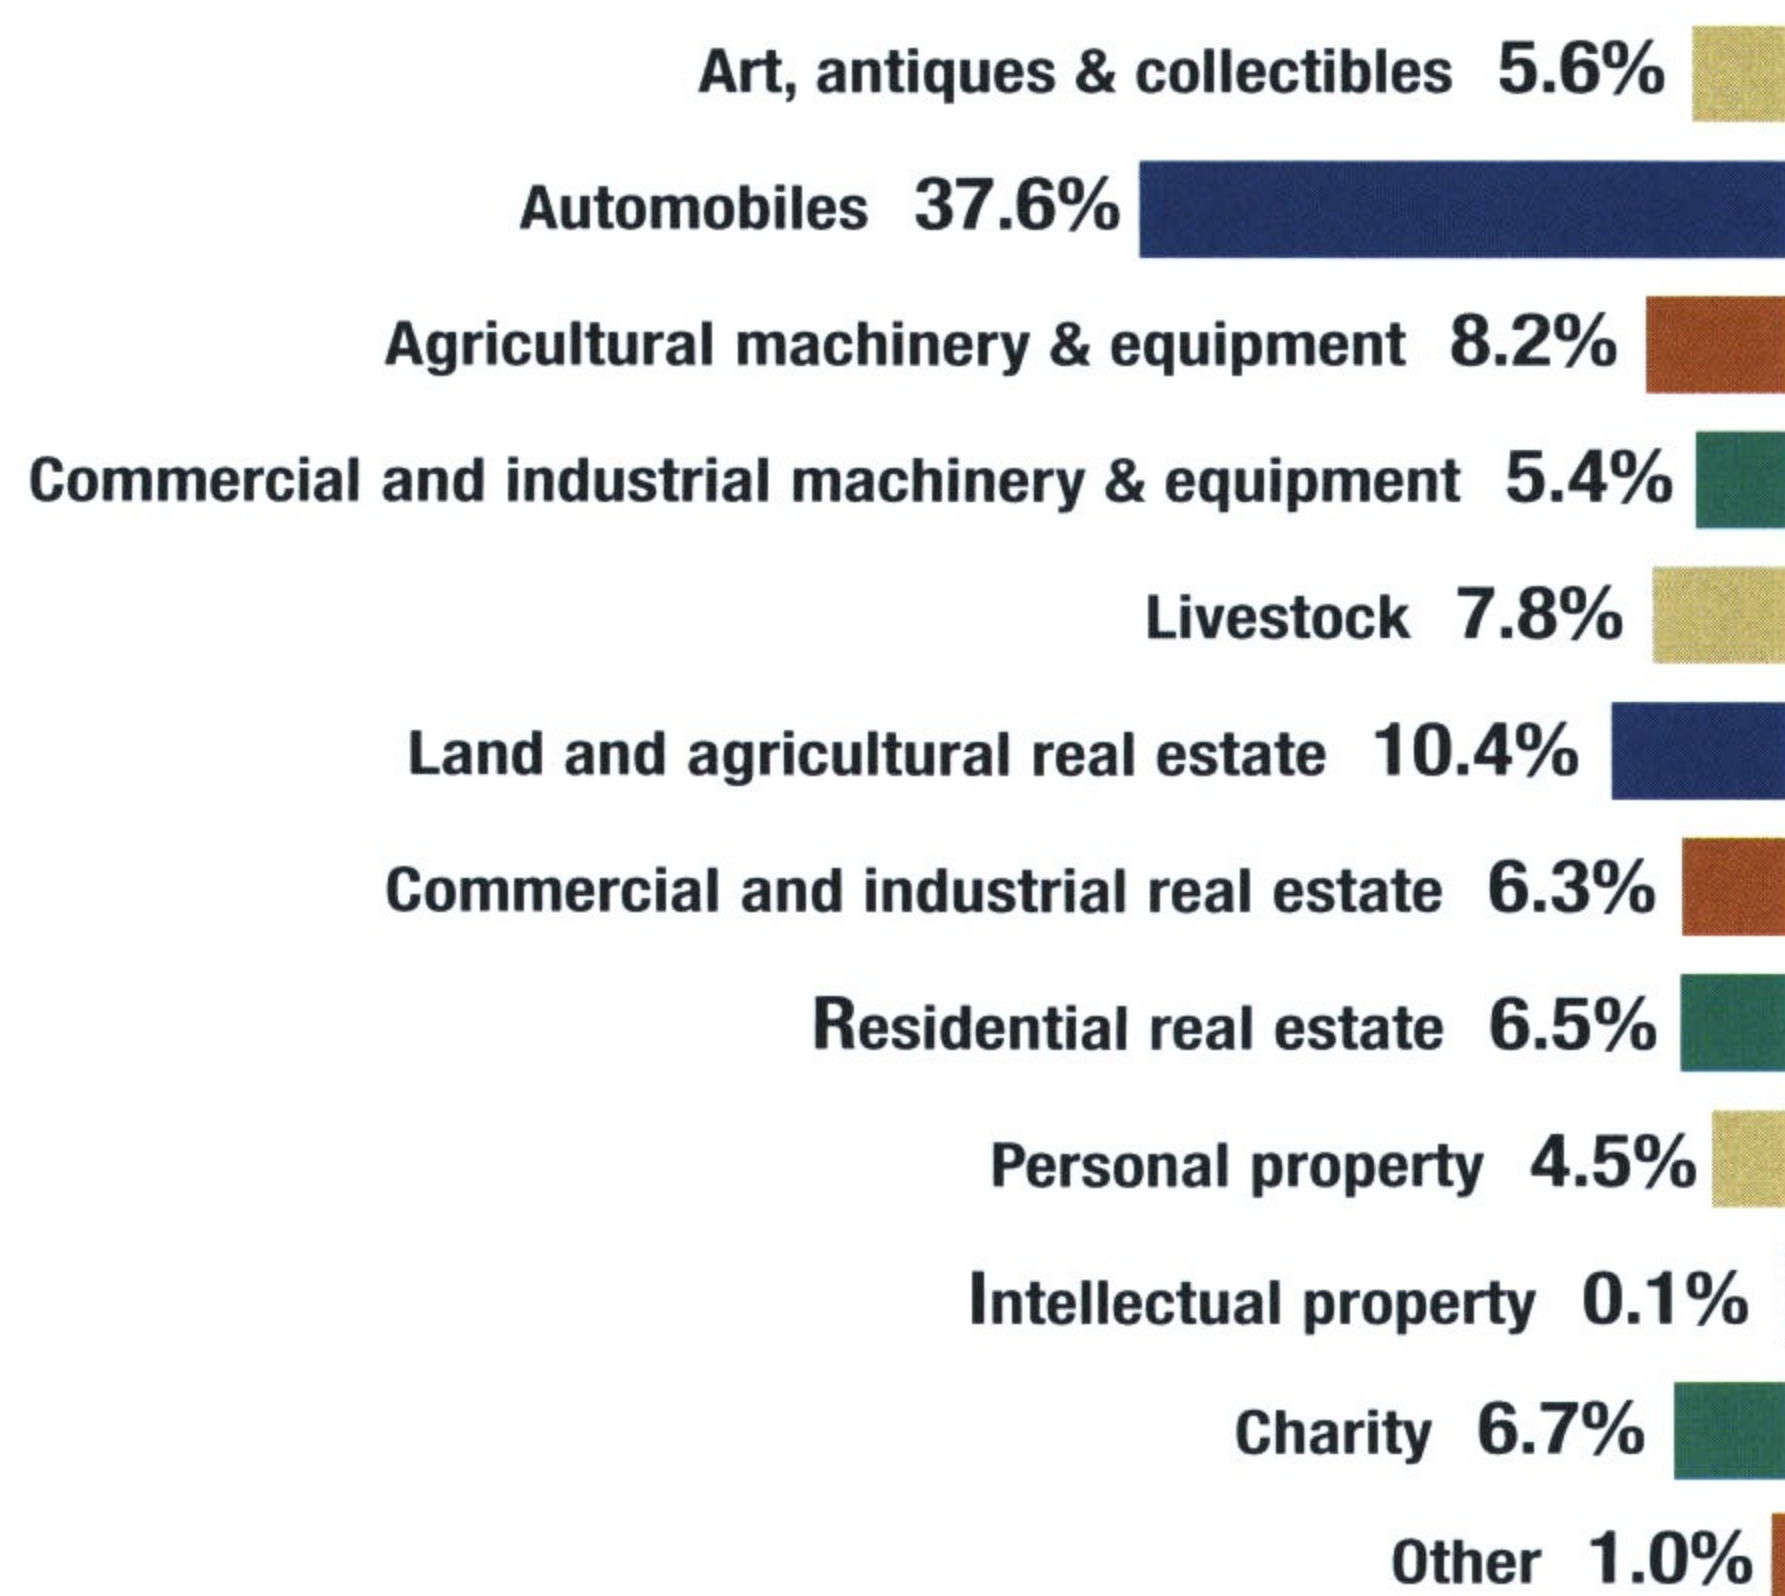 Art, antiques & collectibles 5.6%
Automobiles 37.6%
Agricultural machinery & equipment 8.2%
Commercial and industrial machinery & equipment 5.4%
Livestock 7.8%
Land and agricultural real estate 10.4%
Commercial and industrial real estate 6.3%
Residential real estate 6.5%
Personal property 4.5%
Intellectual property 0.1%
Charity 6.7%
Other 1.0%